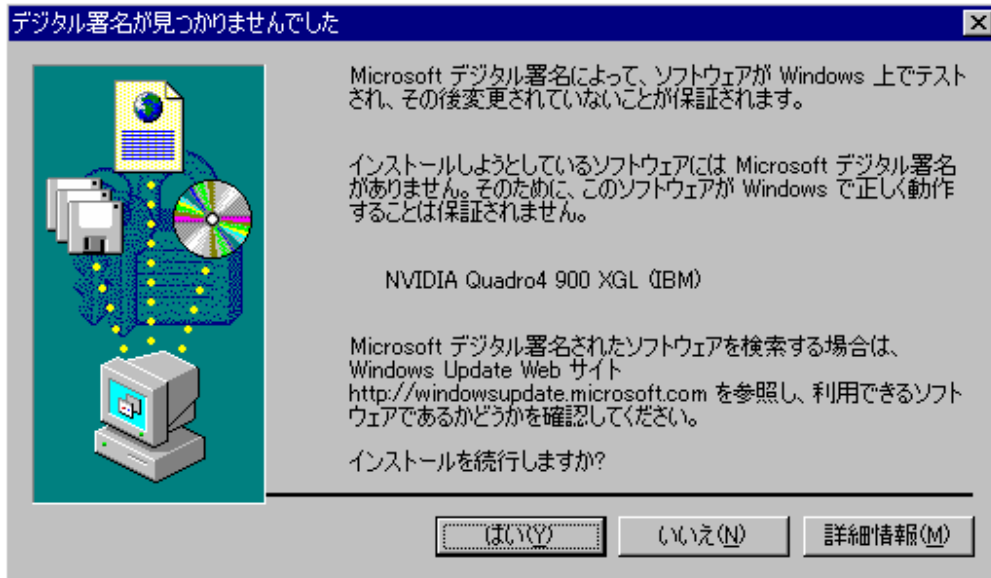 デジタル署名が見つかりませんでした
Microsoft デジタル署名によって、ソフトウェアが Windows 上でテスト
され、その後変更されていないことが保証されます。
インストールしようとしているソフトウェアには Microsoft デジタル署名
がありません。そのために、このソフトウェアが Windows で正しく動作
することは保証されません。
NVIDIA Quadro4 900 XGL (IBM)
Microsoft デジタル署名されたソフトウェアを検索する場合は、
Windows Update Web サイト
http://windowsupdate.microsoft.com を参照し、利用できるソフト
ウェアであるかどうかを確認してください。
インストールを続行しますか?
はい(Y) いいえ(N) 詳細情報(M)